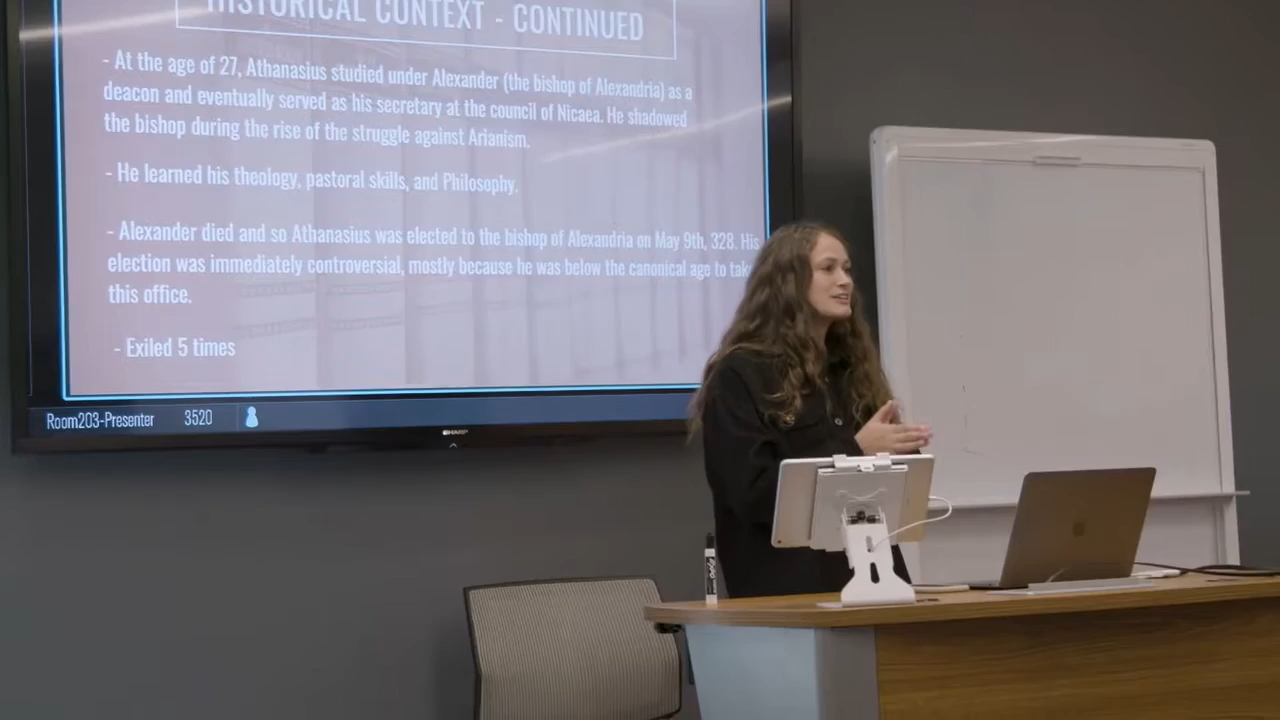 HISTORICAL CONTEXT - CONTINUED
- At the age of 27, Athanasius studied under Alexander (the bishop of Alexandria) as a
deacon and eventually served as his secretary at the council of Nicaea. He shadowed
the bishop during the rise of the struggle against Arianism.
- He learned his theology, pastoral skills, and Philosophy.
- Alexander died and so Athanasius was elected to the bishop of Alexandria on May 9th, 328. His
election was immediately controversial, mostly because he was below the canonical age to tak
this office.
- Exiled 5 times
Room203-Presenter 3520
SHARP
EXPO